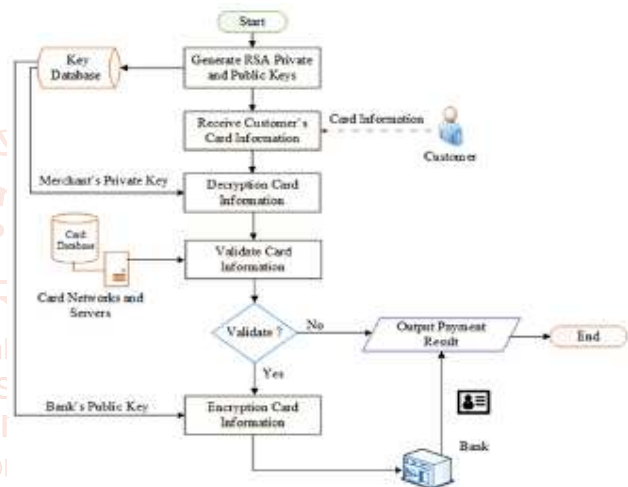 Start
Key
Database
Generate RSA Private
and Public Keys
Receive Customer's
Card Information
Card Information
Customer
Merchant's Private Key
Decryption Card
Information
Card
Database
Validate Card
Information
Card Networks and
Servers
Validate ?
No
Output Payment
Result
End
Yes
Bank's Public Key
Encryption Card
Information
Bank